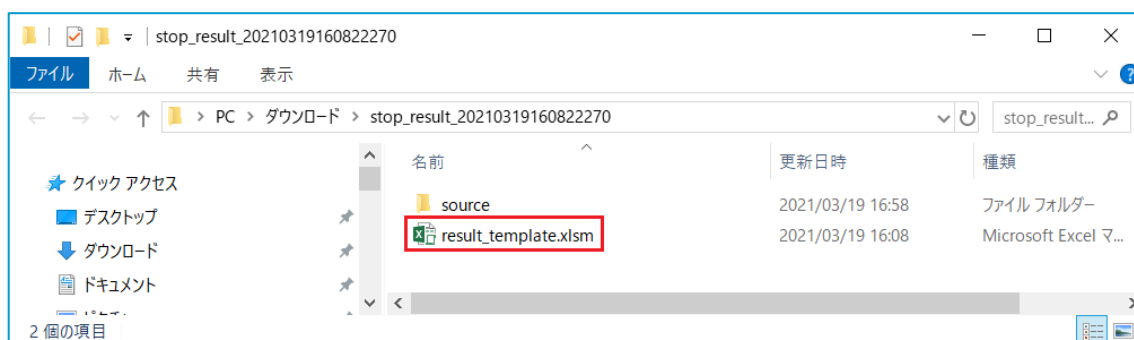 stop_result_20210319160822270
ファイル ホーム 共有 表示
PC > ダウンロード > stop_result_20210319160822270
stop_result...
名前 更新日時 種類
クイック アクセス
source 2021/03/19 16:58 ファイル フォルダー
デスクトップ
result_template.xlsm 2021/03/19 16:08 Microsoft Excel マ...
ダウンロード
ドキュメント
2 個の項目